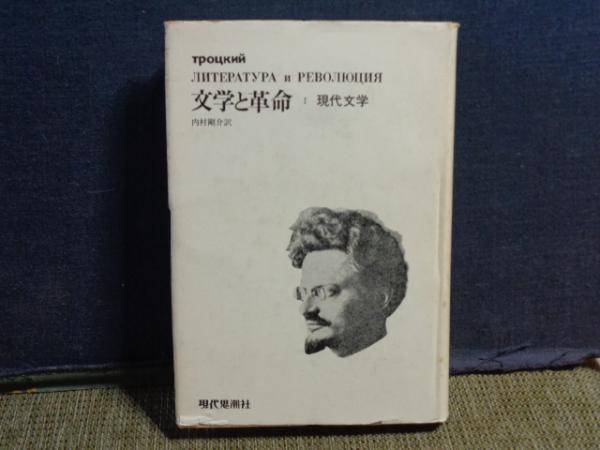 троцкий
ЛИТЕРАТУРА и РЕВОЛЮЦИЯ
文学と革命 I 現代文学
内村剛介訳
現代思潮社